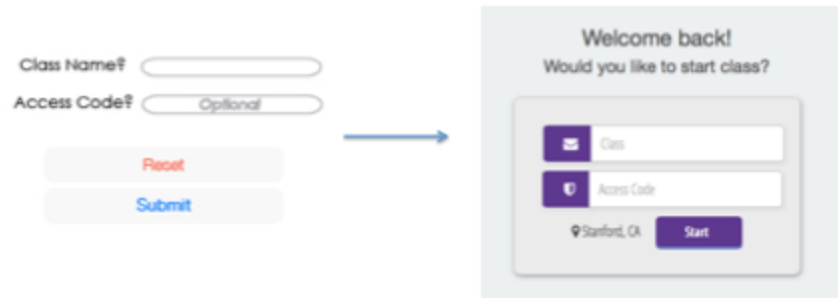 Class Name?
Access Code? Optional
Reset
Submit
Welcome back!
Would you like to start class?
Class
Access Code
Stanford, CA Start